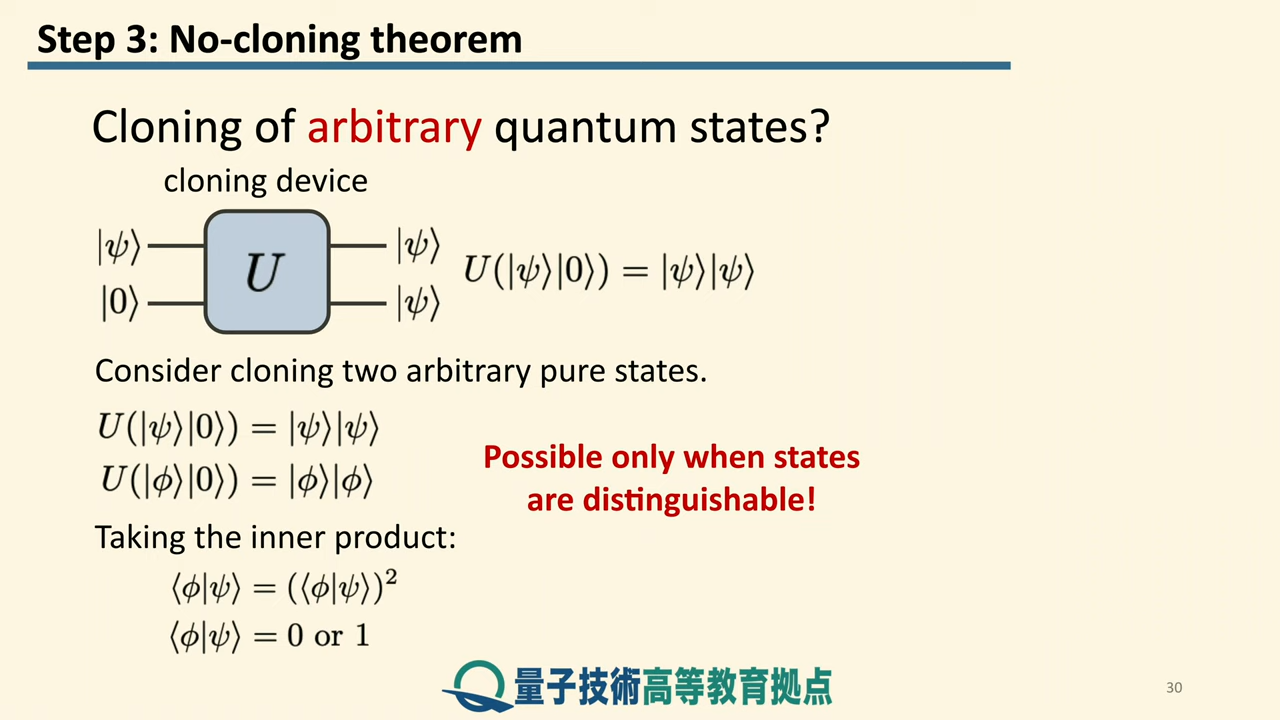 Step 3: No-cloning theorem
Cloning of arbitrary quantum states?
cloning device
|ψ⟩ U |ψ⟩
|0⟩ |ψ⟩
U(|ψ⟩|0⟩) = |ψ⟩|ψ⟩
Consider cloning two arbitrary pure states.
U(|ψ⟩|0⟩) = |ψ⟩|ψ⟩
U(|ϕ⟩|0⟩) = |ϕ⟩|ϕ⟩
Possible only when states
are distinguishable!
Taking the inner product:
⟨ϕ|ψ⟩ = (⟨ϕ|ψ⟩)²
⟨ϕ|ψ⟩ = 0 or 1
量子技術高等教育拠点
30